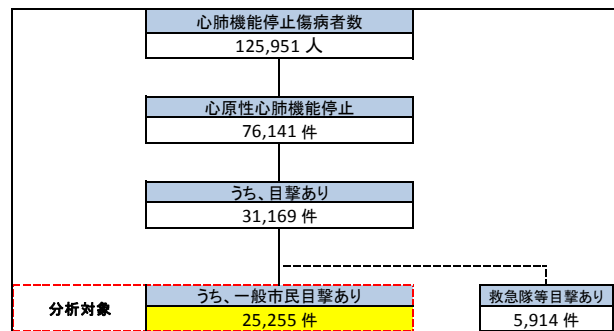 心肺機能停止傷病者数
125,951 人
心原性心肺機能停止
76,141 件
うち、目撃あり
31,169 件
分析対象
うち、一般市民目撃あり
25,255 件
救急隊等目撃あり
5,914 件